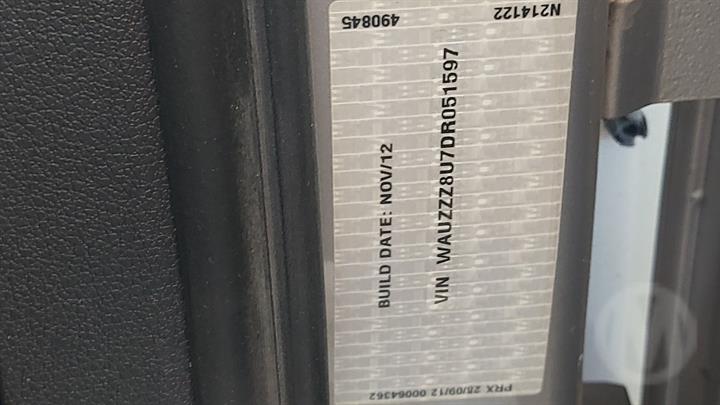 490845
N214122
BUILD DATE: NOV/12
VIN WAUZZZ8U7DR051597
PRX 28/09/12 00064362
M